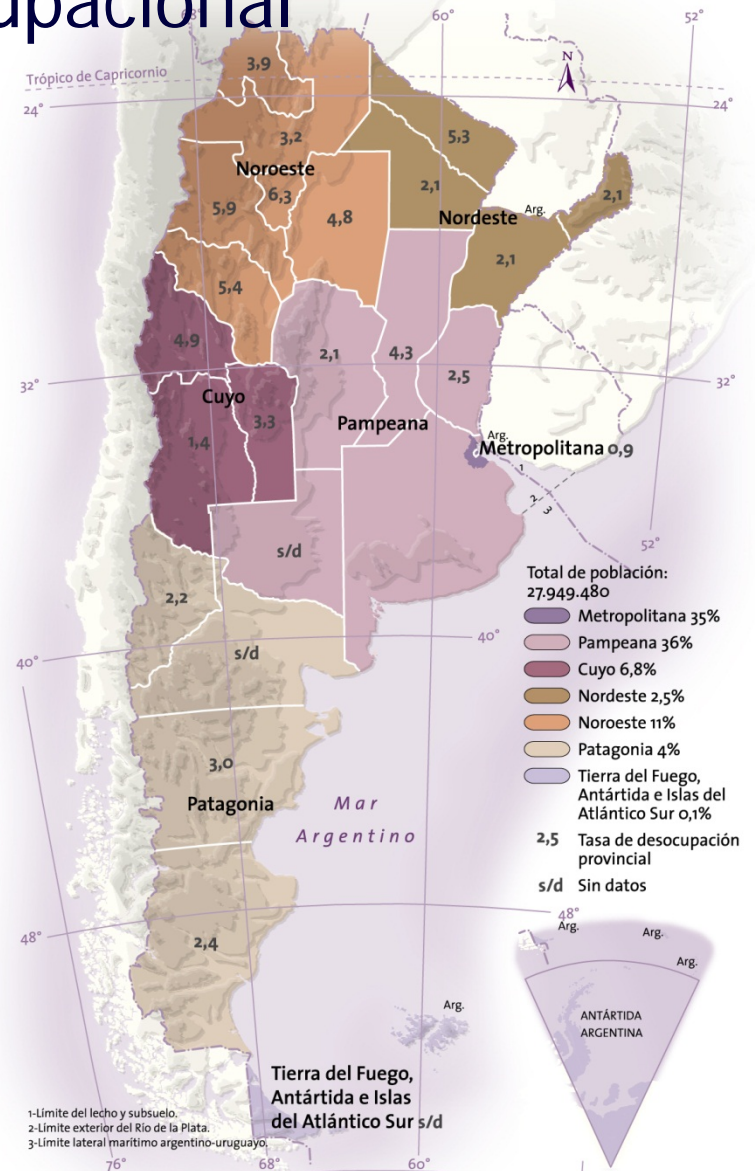 upacional
68°
60°
52°
Trópico de Capricornio
N
24°
24°
3,9
3,2
Noroeste
5,3
6,3
2,1
2,1
5,9
4,8
Nordeste
Arg.
2,1
5,4
4,9
2,1
4,3
2,5
32°
32°
Cuyo
3,3
Pampeana
1,4
Arg.
Metropolitana 0,9
1
2
3
52°
s/d
Total de población:
27.949.480
Metropolitana 35%
Pampeana 36%
Cuyo 6,8%
Nordeste 2,5%
Noroeste 11%
Patagonia 4%
Tierra del Fuego,
Antártida e Islas del
Atlántico Sur 0,1%
2,5 Tasa de desocupación
provincial
s/d Sin datos
2,2
40°
s/d
40°
3,0
Patagonia
Mar
Argentino
48°
48°
2,4
Arg.
Arg.
Arg.
Arg.
ANTÁRTIDA
ARGENTINA
Tierra del Fuego,
Antártida e Islas
del Atlántico Sur s/d
1-Límite del lecho y subsuelo.
2-Límite exterior del Río de la Plata.
3-Límite lateral marítimo argentino-uruguayo.
76°
68°
60°